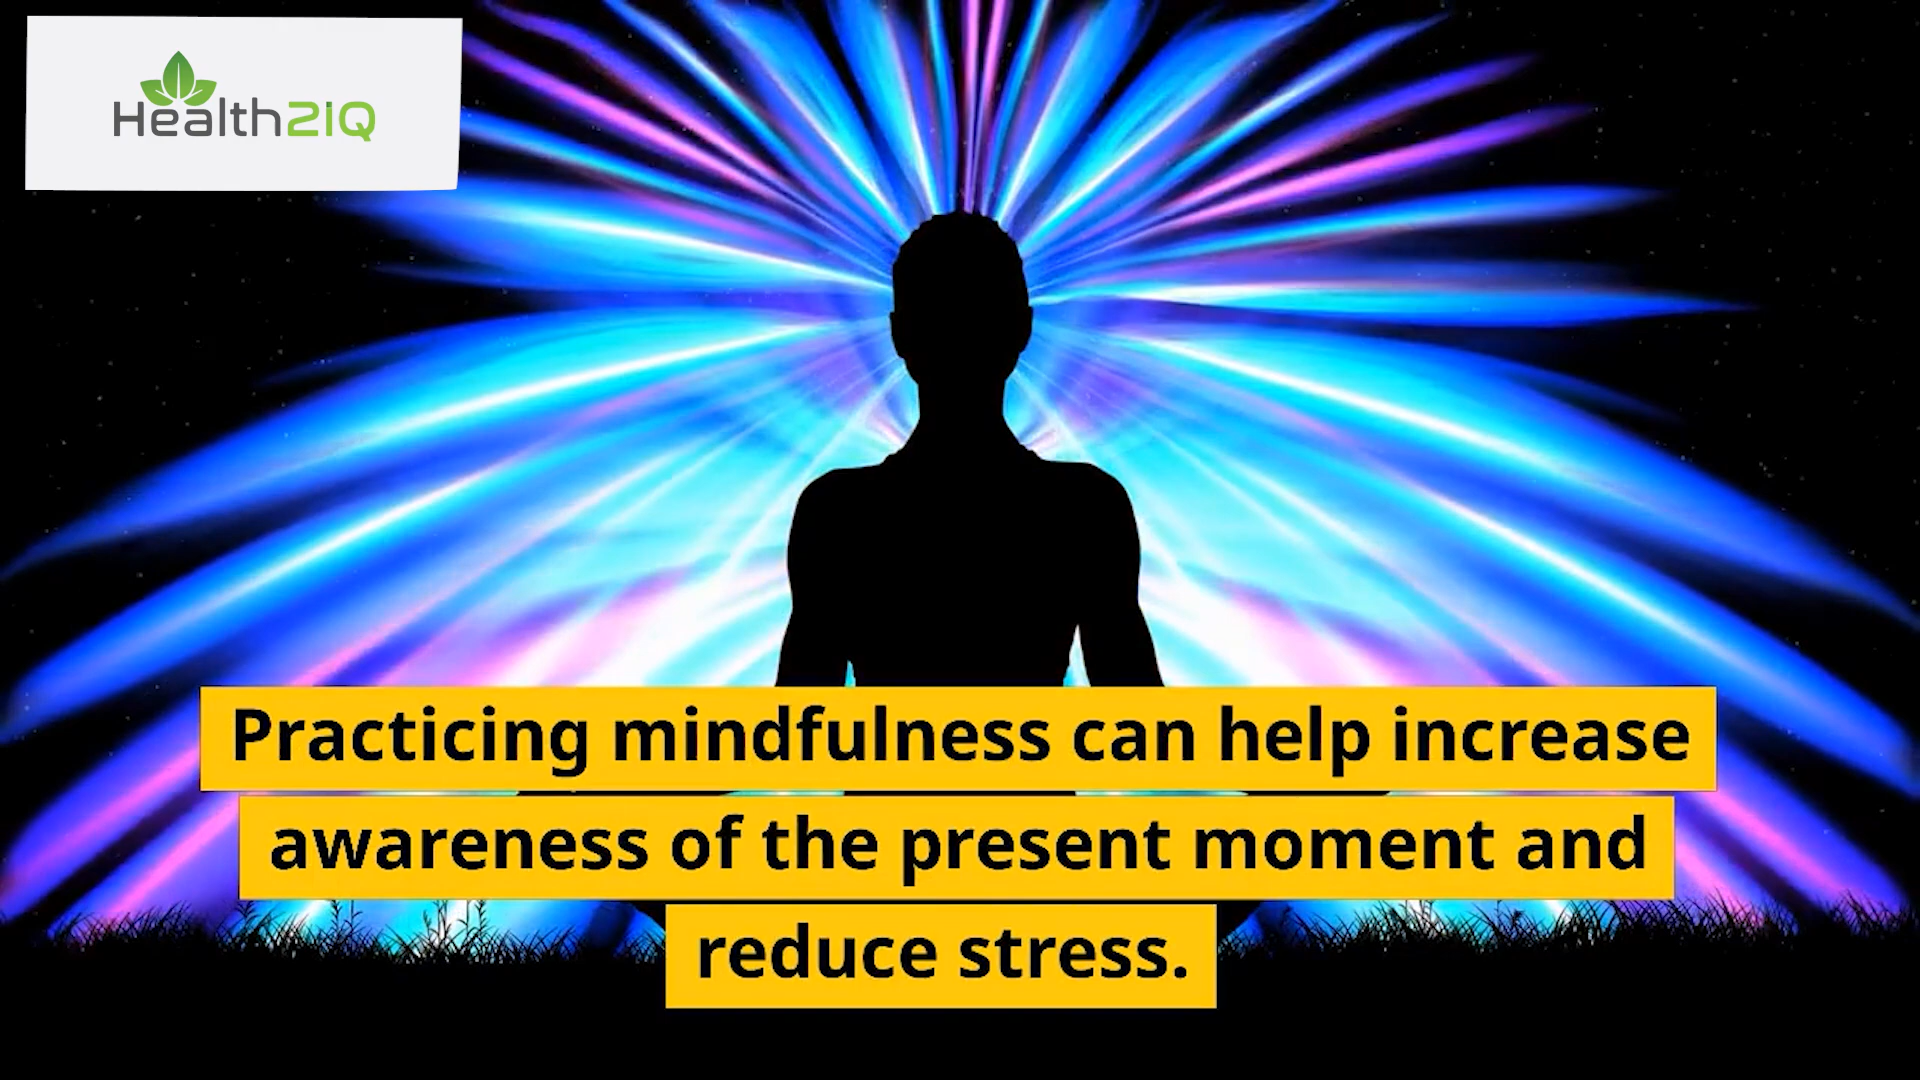 Health2IQ
Practicing mindfulness can help increase
awareness of the present moment and
reduce stress.